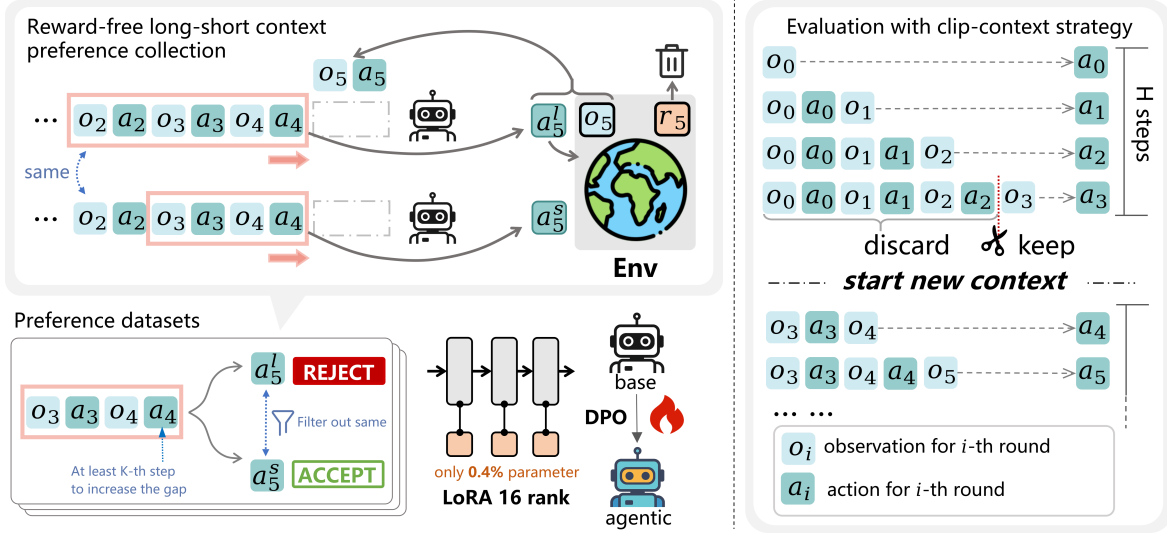 Reward-free long-short context
preference collection
o5 a5
... o2 a2 o3 a3 o4 a4
a5^l o5 r5
same
... o2 a2 o3 a3 o4 a4
a5^s
Env
Preference datasets
o3 a3 o4 a4
a5^l REJECT
Filter out same
a5^s ACCEPT
At least K-th step
to increase the gap
only 0.4% parameter
LoRA 16 rank
base
DPO
agentic
Evaluation with clip-context strategy
o0 a0
o0 a0 o1 a1
o0 a0 o1 a1 o2 a2
o0 a0 o1 a1 o2 a2 o3 a3
H steps
discard keep
start new context
o3 a3 o4 a4
o3 a3 o4 a4 o5 a5
... ...
oi observation for i-th round
ai action for i-th round